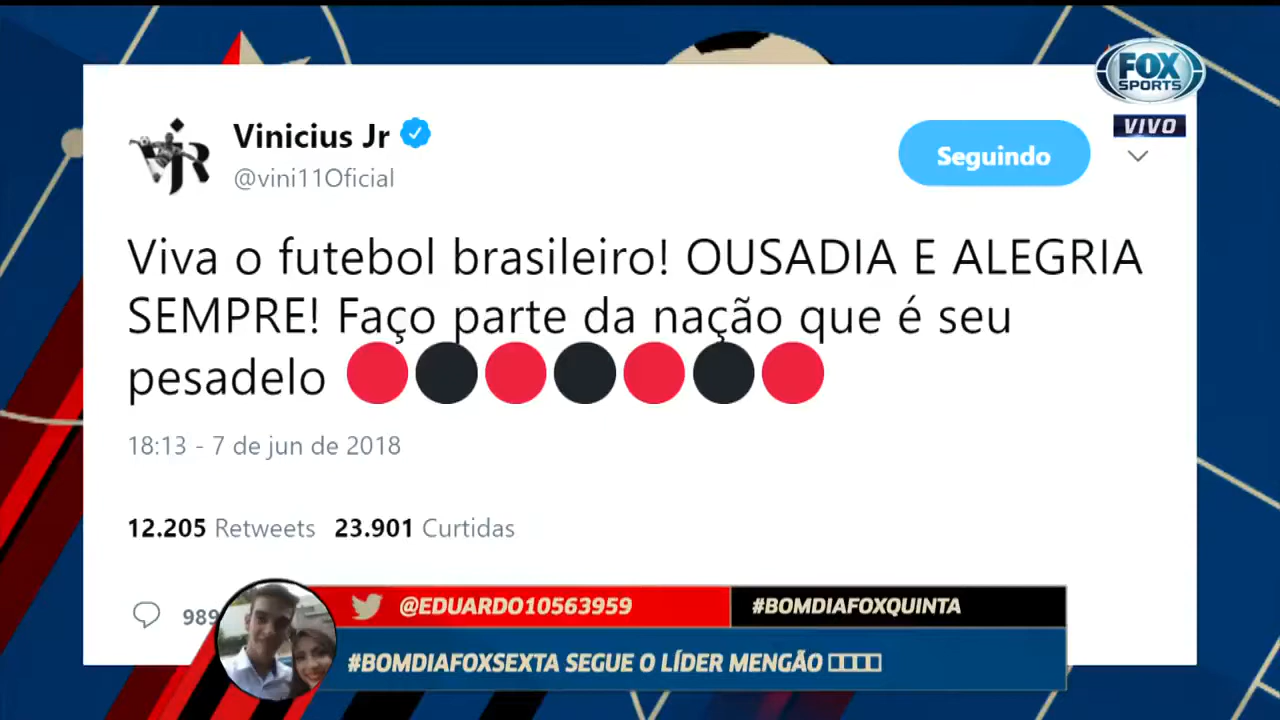 FOX
SPORTS
VIVO
Vinicius Jr
@vini11Oficial
Seguindo
Viva o futebol brasileiro! OUSADIA E ALEGRIA
SEMPRE! Faço parte da nação que é seu
pesadelo 🔴⚫🔴⚫🔴⚫🔴
18:13 - 7 de jun de 2018
12.205 Retweets 23.901 Curtidas
989
@EDUARDO10563959
#BOMDIAFOXQUINTA
#BOMDIAFOXSEXTA SEGUE O LÍDER MENGÃO □□□□